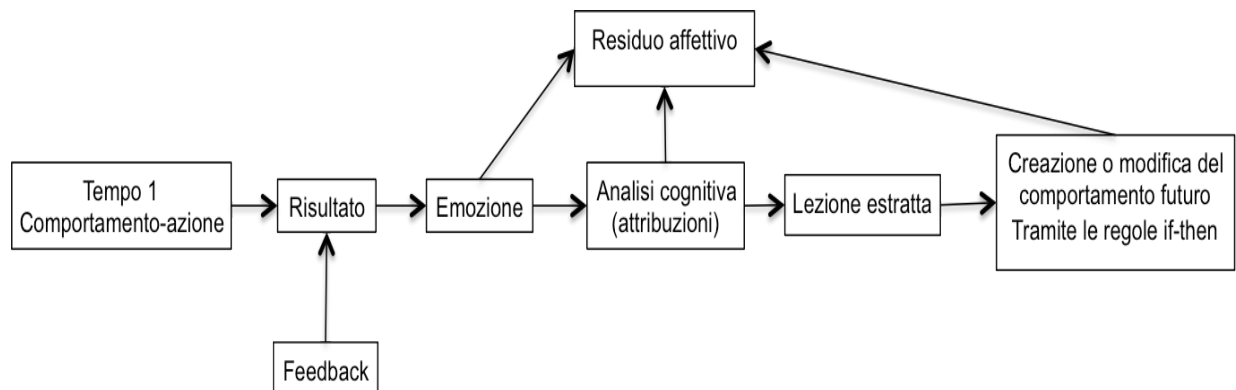 Residuo affettivo
Tempo 1
Comportamento-azione
Risultato
Emozione
Analisi cognitiva
(attribuzioni)
Lezione estratta
Creazione o modifica del
comportamento futuro
Tramite le regole if-then
Feedback